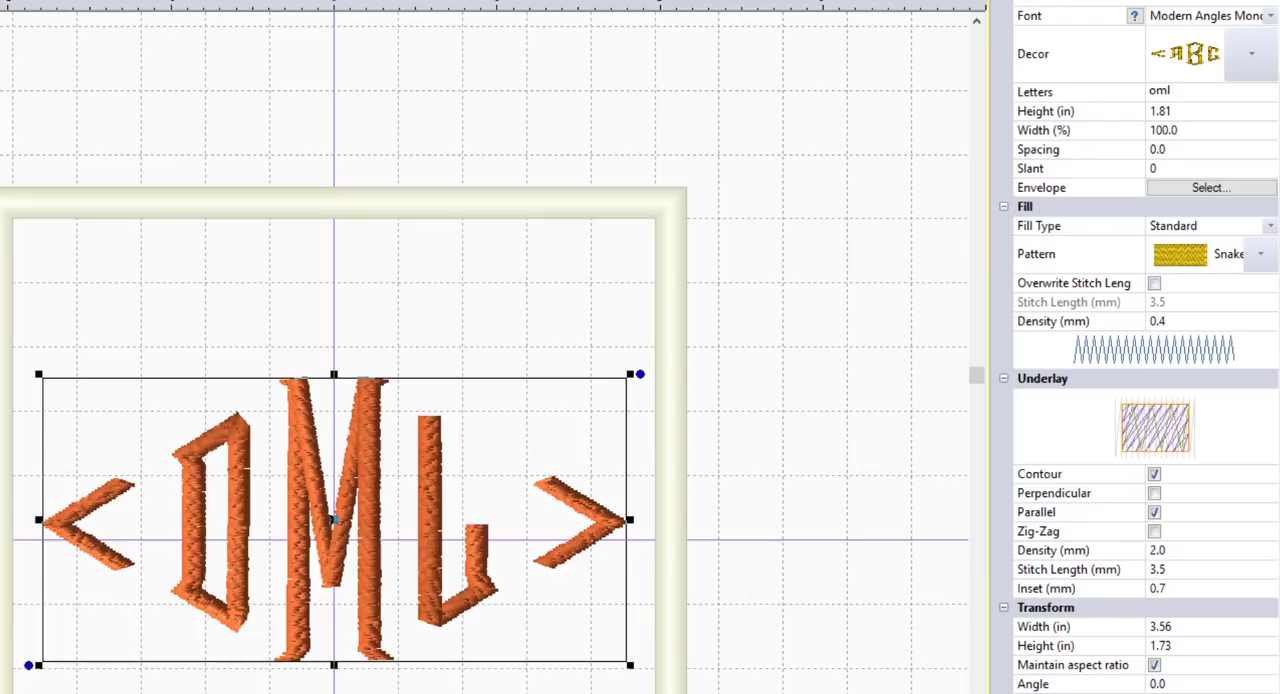 Font ? Modern Angles Mono
Decor <ABC
Letters oml
Height (in) 1.81
Width (%) 100.0
Spacing 0.0
Slant 0
Envelope Select...
Fill
Fill Type Standard
Pattern Snake
Overwrite Stitch Leng
Stitch Length (mm) 3.5
Density (mm) 0.4
Underlay
Contour
Perpendicular
Parallel
Zig-Zag
Density (mm) 2.0
Stitch Length (mm) 3.5
Inset (mm) 0.7
Transform
Width (in) 3.56
Height (in) 1.73
Maintain aspect ratio
Angle 0.0
<OML>